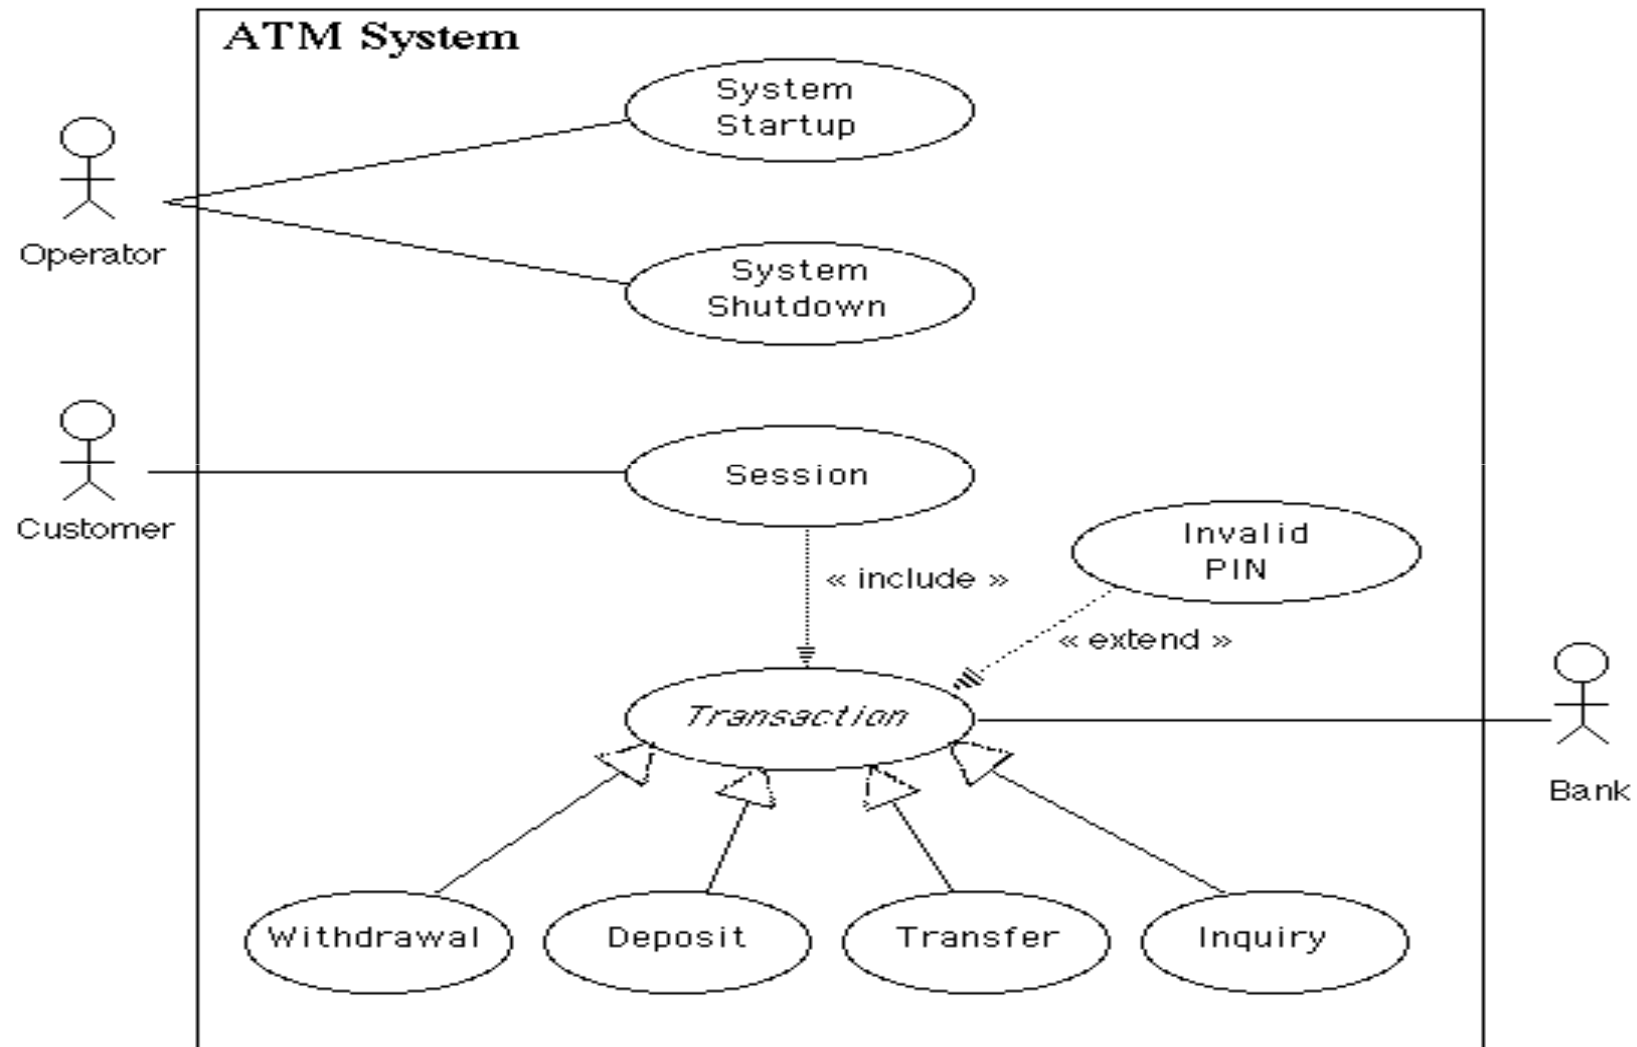 ATM System
System
Startup
Operator
System
Shutdown
Session
Customer
Invalid
PIN
« include »
« extend »
Transaction
Bank
Withdrawal
Deposit
Transfer
Inquiry